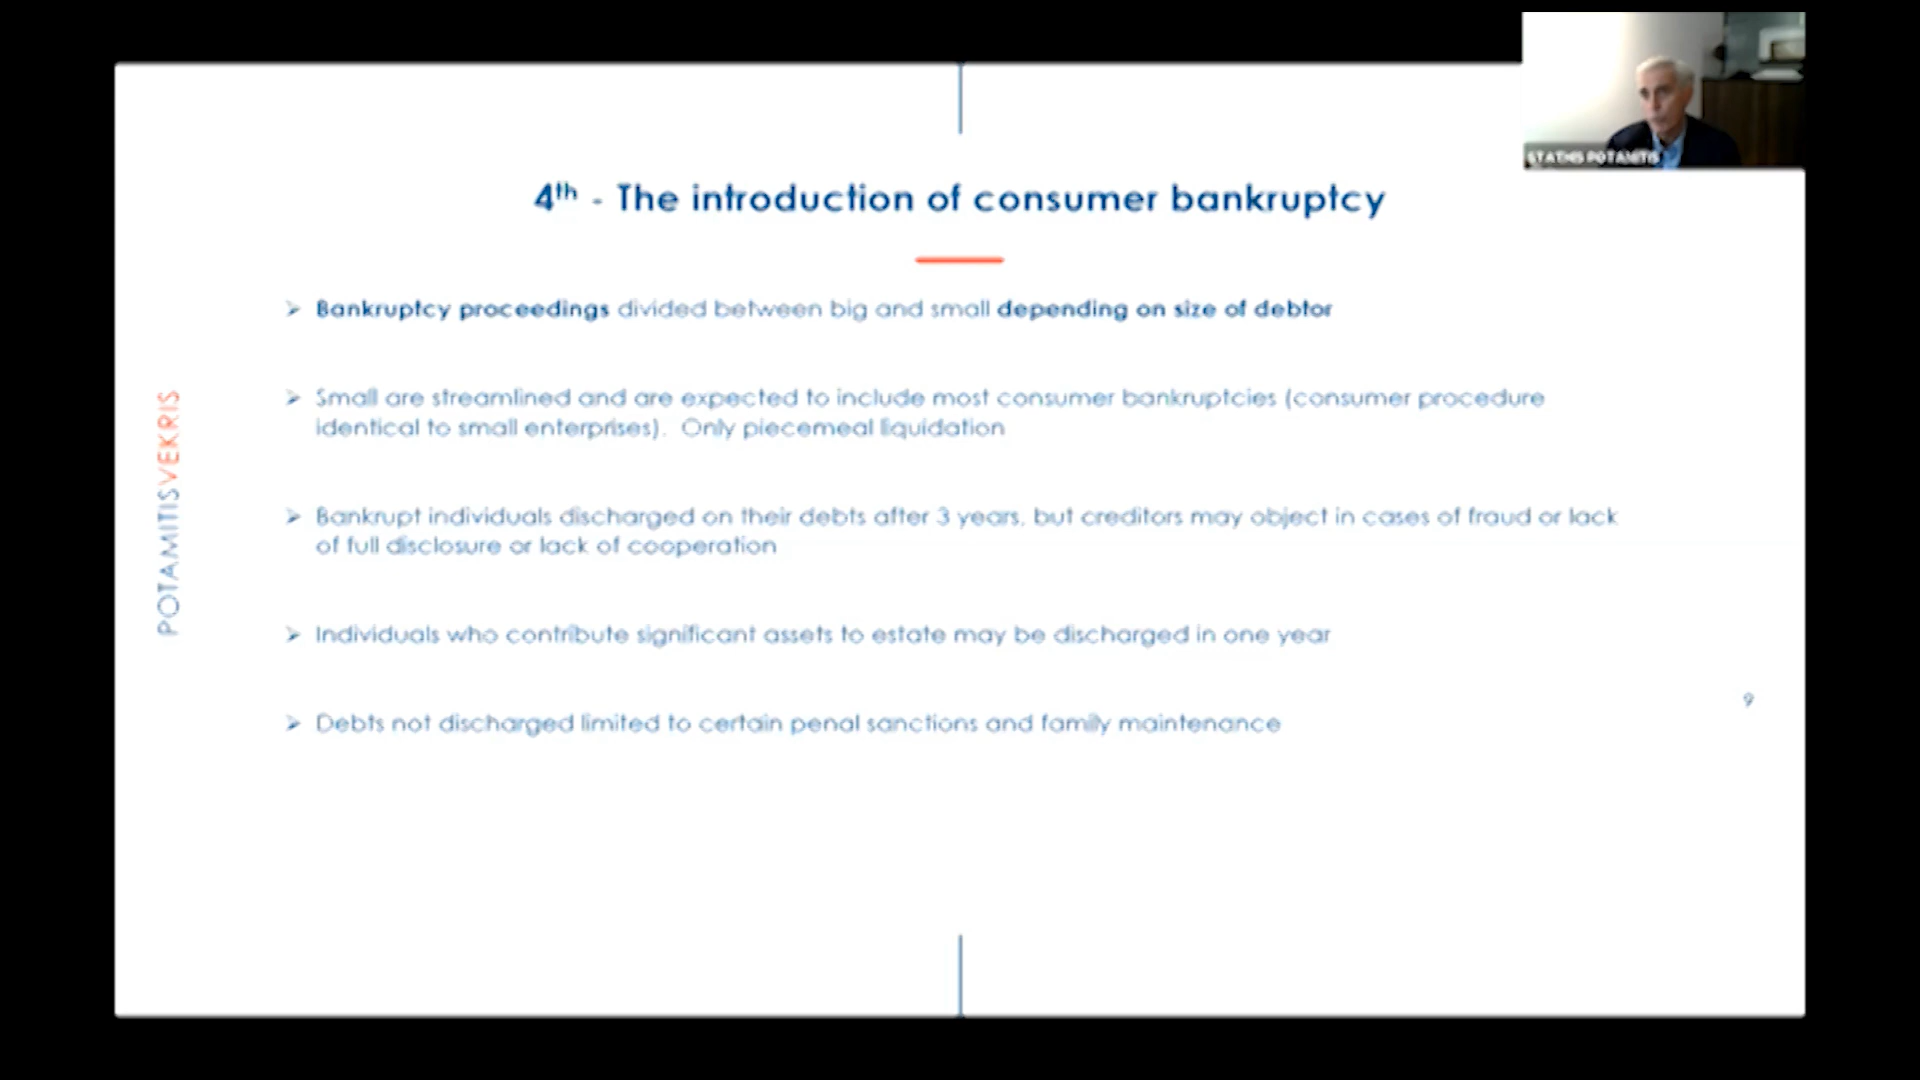 STATHIS POTAMITIS
4th - The introduction of consumer bankruptcy
➢ Bankruptcy proceedings divided between big and small depending on size of debtor
➢ Small are streamlined and are expected to include most consumer bankruptcies (consumer procedure
identical to small enterprises).  Only piecemeal liquidation
➢ Bankrupt individuals discharged on their debts after 3 years, but creditors may object in cases of fraud or lack
of full disclosure or lack of cooperation
➢ Individuals who contribute significant assets to estate may be discharged in one year
➢ Debts not discharged limited to certain penal sanctions and family maintenance
POTAMITISVEKRIS
9